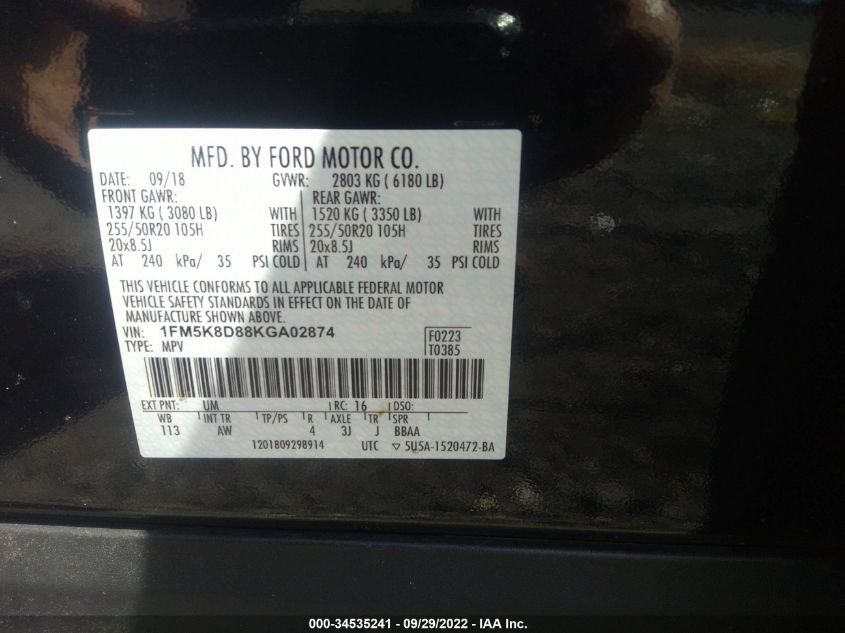 MFD. BY FORD MOTOR CO.
DATE: 09/18 GVWR: 2803 KG ( 6180 LB)
FRONT GAWR: REAR GAWR:
1397 KG ( 3080 LB) WITH 1520 KG ( 3350 LB) WITH
255/50R20 105H TIRES 255/50R20 105H TIRES
20x8.5J RIMS 20x8.5J RIMS
AT 240 kPa/ 35 PSI COLD AT 240 kPa/ 35 PSI COLD
THIS VEHICLE CONFORMS TO ALL APPLICABLE FEDERAL MOTOR
VEHICLE SAFETY STANDARDS IN EFFECT ON THE DATE OF
MANUFACTURE SHOWN ABOVE.
VIN: 1FM5K8D88KGA02874 F0223
TYPE: MPV T0385
EXT PNT: UM RC: 16 DSO:
WB INT TR TP/PS R AXLE TR SPR
113 AW 4 3J J BBAA
1201809298914 UTC ▽ 5U5A-1520472-BA
000-34535241 - 09/29/2022 - IAA Inc.